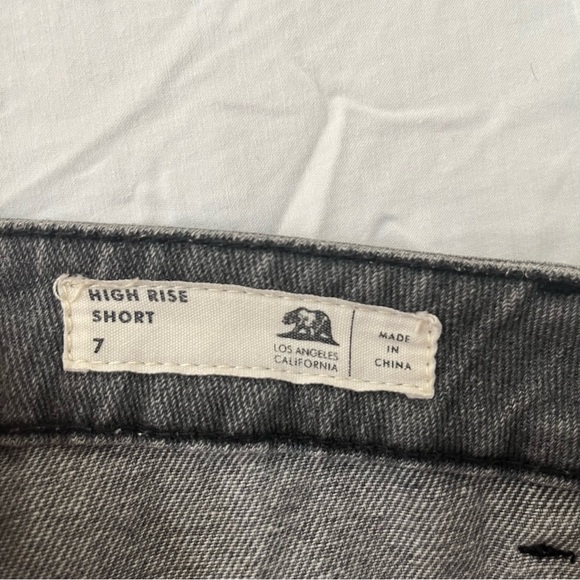 HIGH RISE
SHORT
7
LOS ANGELES
CALIFORNIA
MADE
IN
CHINA